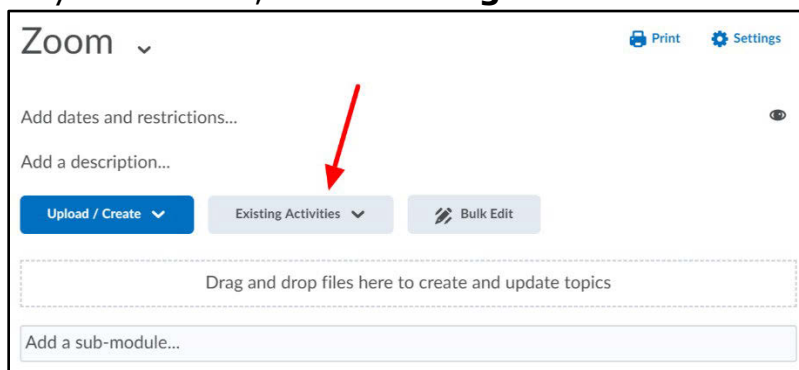 Zoom
Print Settings
Add dates and restrictions...
Add a description...
Upload / Create Existing Activities Bulk Edit
Drag and drop files here to create and update topics
Add a sub-module...